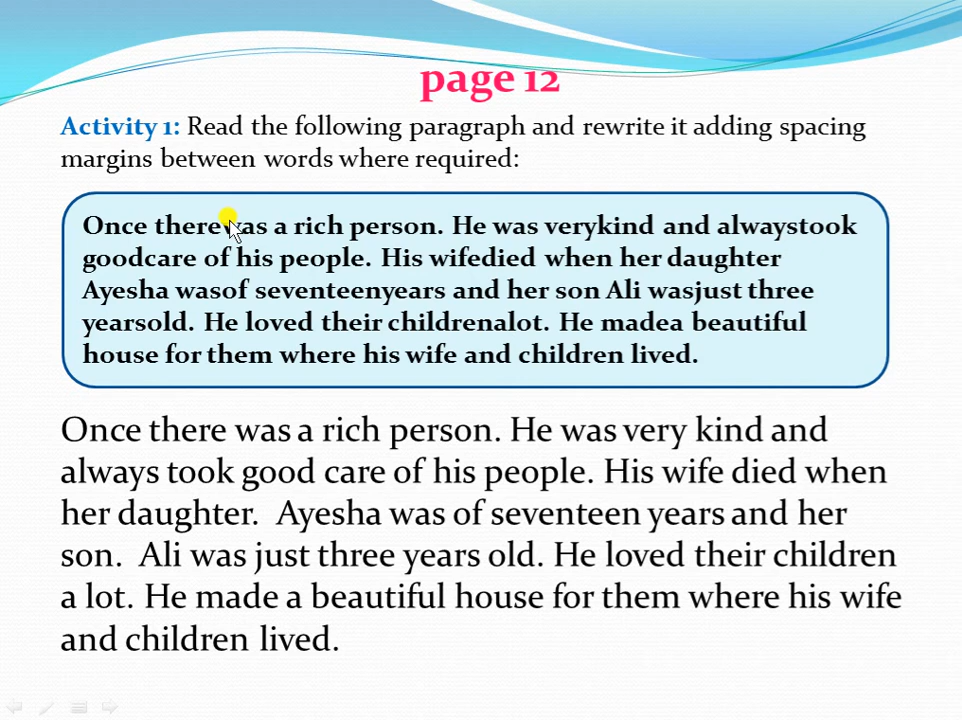 page 12
Activity 1: Read the following paragraph and rewrite it adding spacing
margins between words where required:
Once therewas a rich person. He was verykind and alwaystook
goodcare of his people. His wifedied when her daughter
Ayesha wasof seventeenyears and her son Ali wasjust three
yearsold. He loved their childrenalot. He madea beautiful
house for them where his wife and children lived.
Once there was a rich person. He was very kind and
always took good care of his people. His wife died when
her daughter. Ayesha was of seventeen years and her
son. Ali was just three years old. He loved their children
a lot. He made a beautiful house for them where his wife
and children lived.